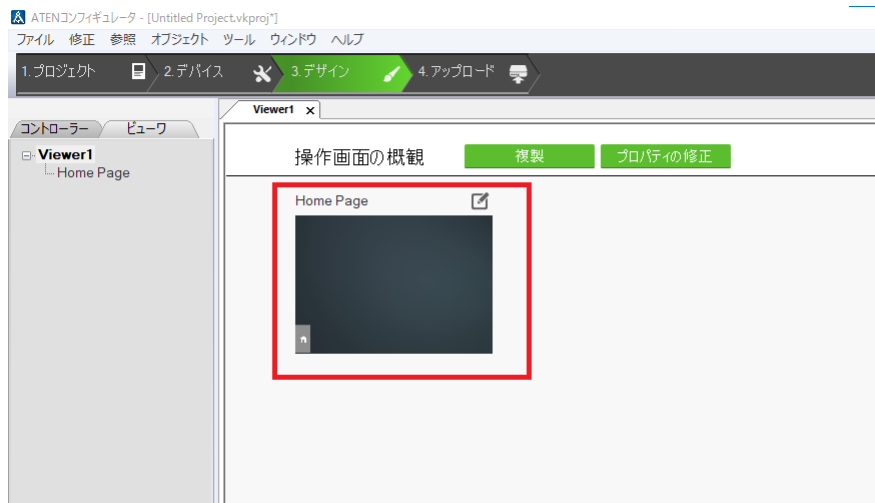 ATENコンフィギュレータ - [Untitled Project.vkproj*]
ファイル 修正 参照 オブジェクト ツール ウィンドウ ヘルプ
1.プロジェクト 2.デバイス 3.デザイン 4.アップロード
Viewer1 x
コントローラー ビューワ
Viewer1
Home Page
操作画面の概観 複製 プロパティの修正
Home Page